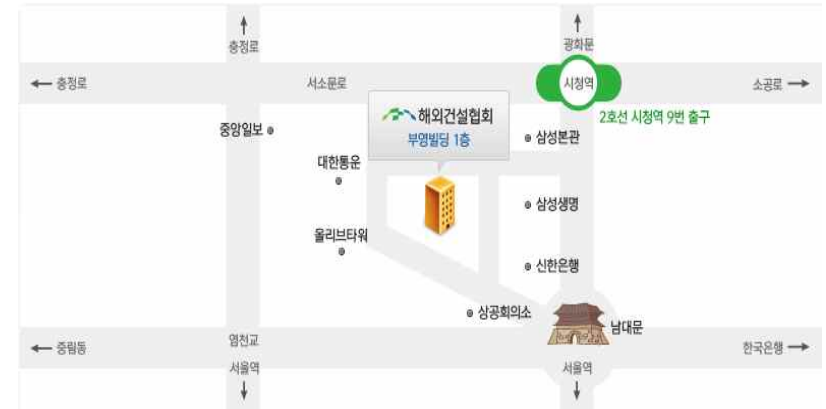 충정로
광화문
충정로
서소문로
시청역
소공로
2호선 시청역 9번 출구
해외건설협회
부영빌딩 1층
중앙일보
삼성본관
대한통운
삼성생명
올리브타워
신한은행
상공회의소
남대문
염천교
중림동
한국은행
서울역
서울역